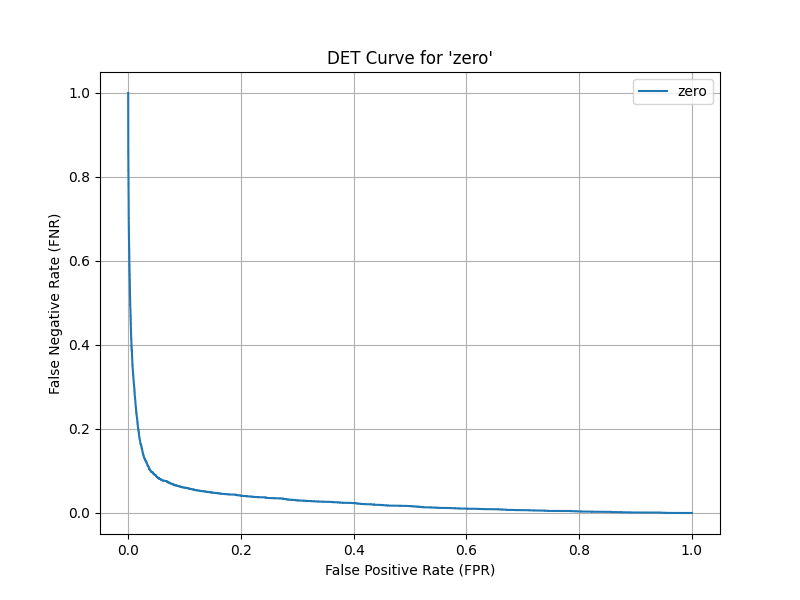 DET Curve for 'zero'
zero
1.0
0.8
0.6
0.4
0.2
0.0
False Negative Rate (FNR)
0.0 0.2 0.4 0.6 0.8 1.0
False Positive Rate (FPR)